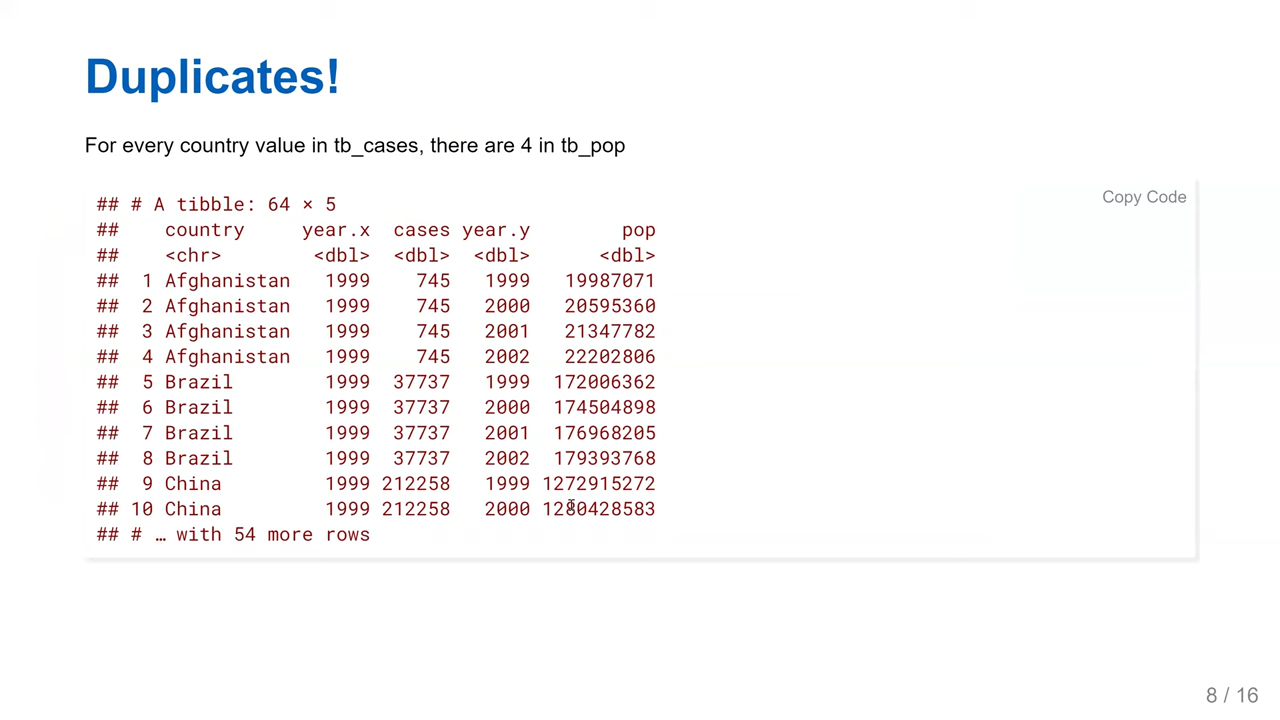 Duplicates!
For every country value in tb_cases, there are 4 in tb_pop
Copy Code
## # A tibble: 64 × 5
##    country     year.x  cases year.y        pop
##    <chr>        <dbl>  <dbl>  <dbl>      <dbl>
##  1 Afghanistan   1999    745   1999   19987071
##  2 Afghanistan   1999    745   2000   20595360
##  3 Afghanistan   1999    745   2001   21347782
##  4 Afghanistan   1999    745   2002   22202806
##  5 Brazil        1999  37737   1999  172006362
##  6 Brazil        1999  37737   2000  174504898
##  7 Brazil        1999  37737   2001  176968205
##  8 Brazil        1999  37737   2002  179393768
##  9 China         1999 212258   1999 1272915272
## 10 China         1999 212258   2000 1280428583
## # … with 54 more rows
8 / 16